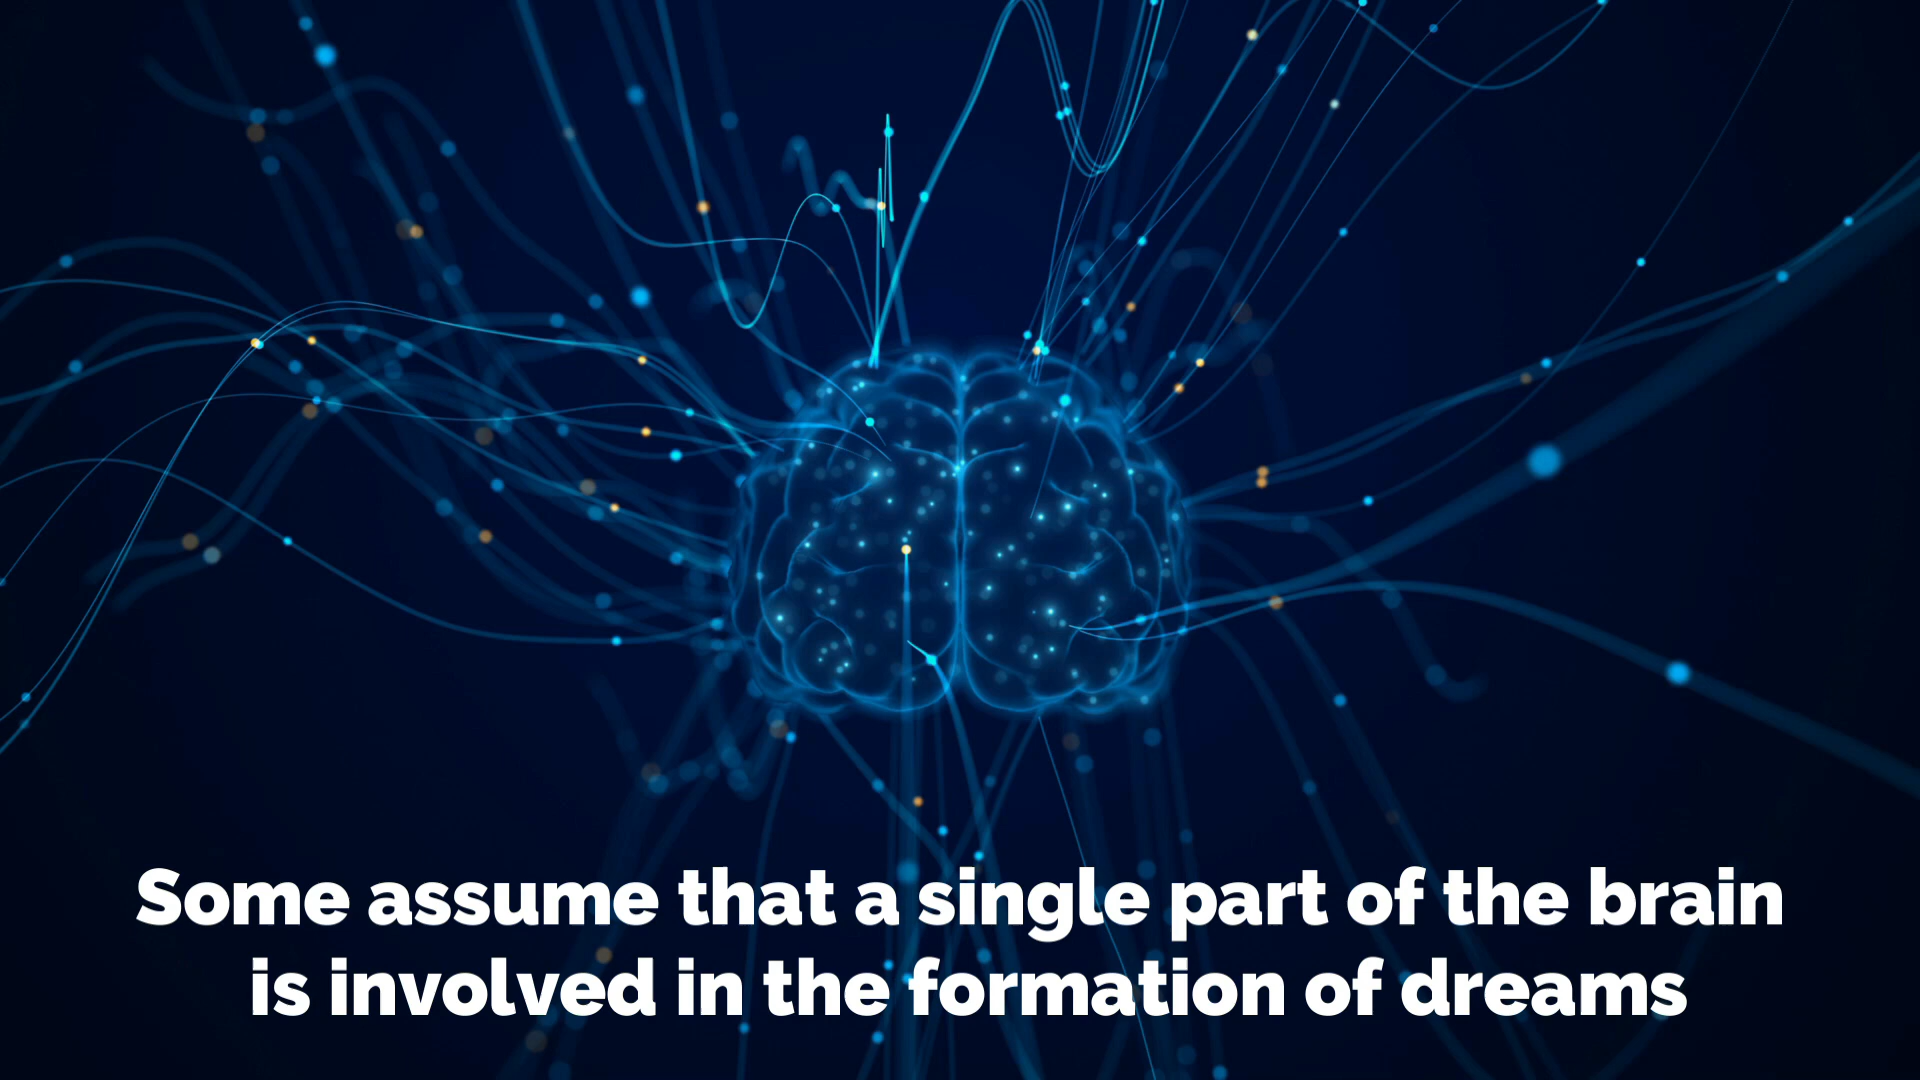 Some assume that a single part of the brain
is involved in the formation of dreams